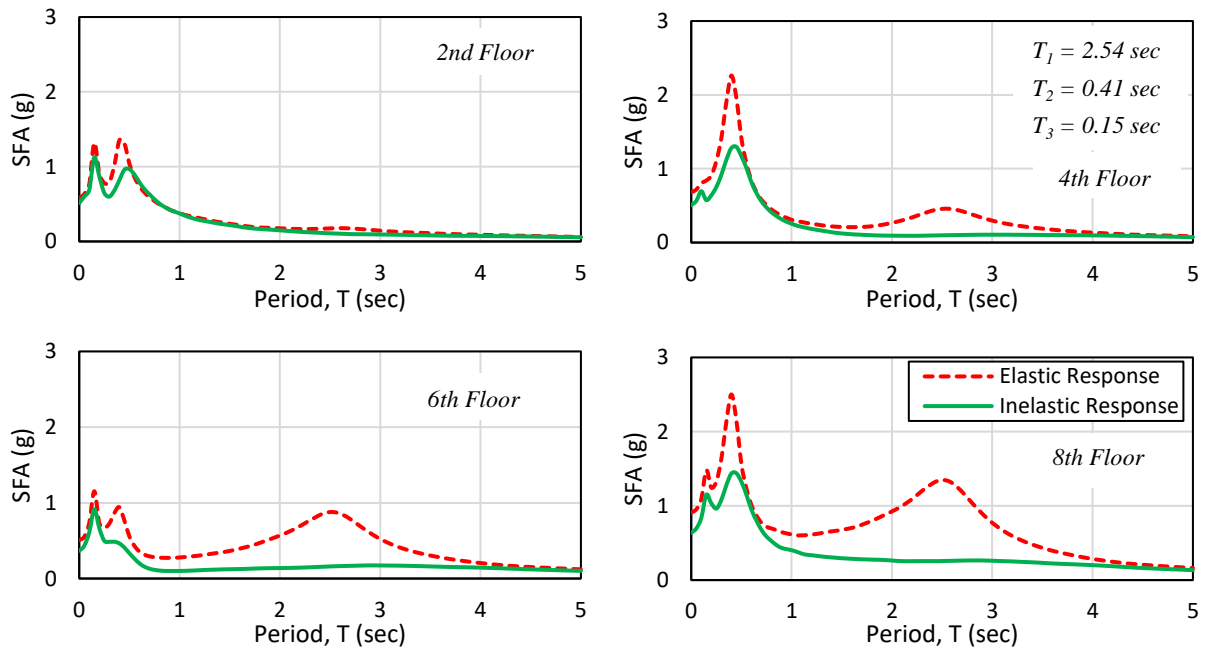 3
2
1
0
SFA (g)
2nd Floor
0 1 2 3 4 5
Period, T (sec)
3
2
1
0
SFA (g)
T1 = 2.54 sec
T2 = 0.41 sec
T3 = 0.15 sec
4th Floor
0 1 2 3 4 5
Period, T (sec)
3
2
1
0
SFA (g)
6th Floor
0 1 2 3 4 5
Period, T (sec)
3
2
1
0
SFA (g)
Elastic Response
Inelastic Response
8th Floor
0 1 2 3 4 5
Period, T (sec)